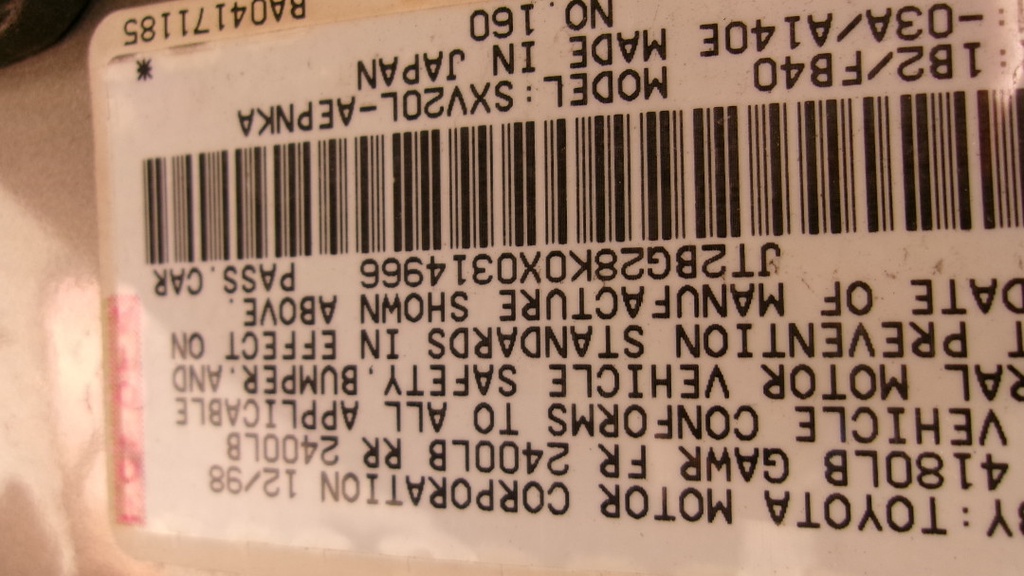 BY: TOYOTA MOTOR CORPORATION 12/98
4180LB GAWR FR 2400LB RR 2400LB
VEHICLE CONFORMS TO ALL APPLICABLE
RAL MOTOR VEHICLE SAFETY, BUMPER, AND
T PREVENTION STANDARDS IN EFFECT ON
DATE OF MANUFACTURE SHOWN ABOVE.
JT2BG28K0X0314966 PASS. CAR
1B2/FB40 MODEL: SXV20L-AEPNKA
-03A/A140E MADE IN JAPAN *
NO. 160 BA04171185